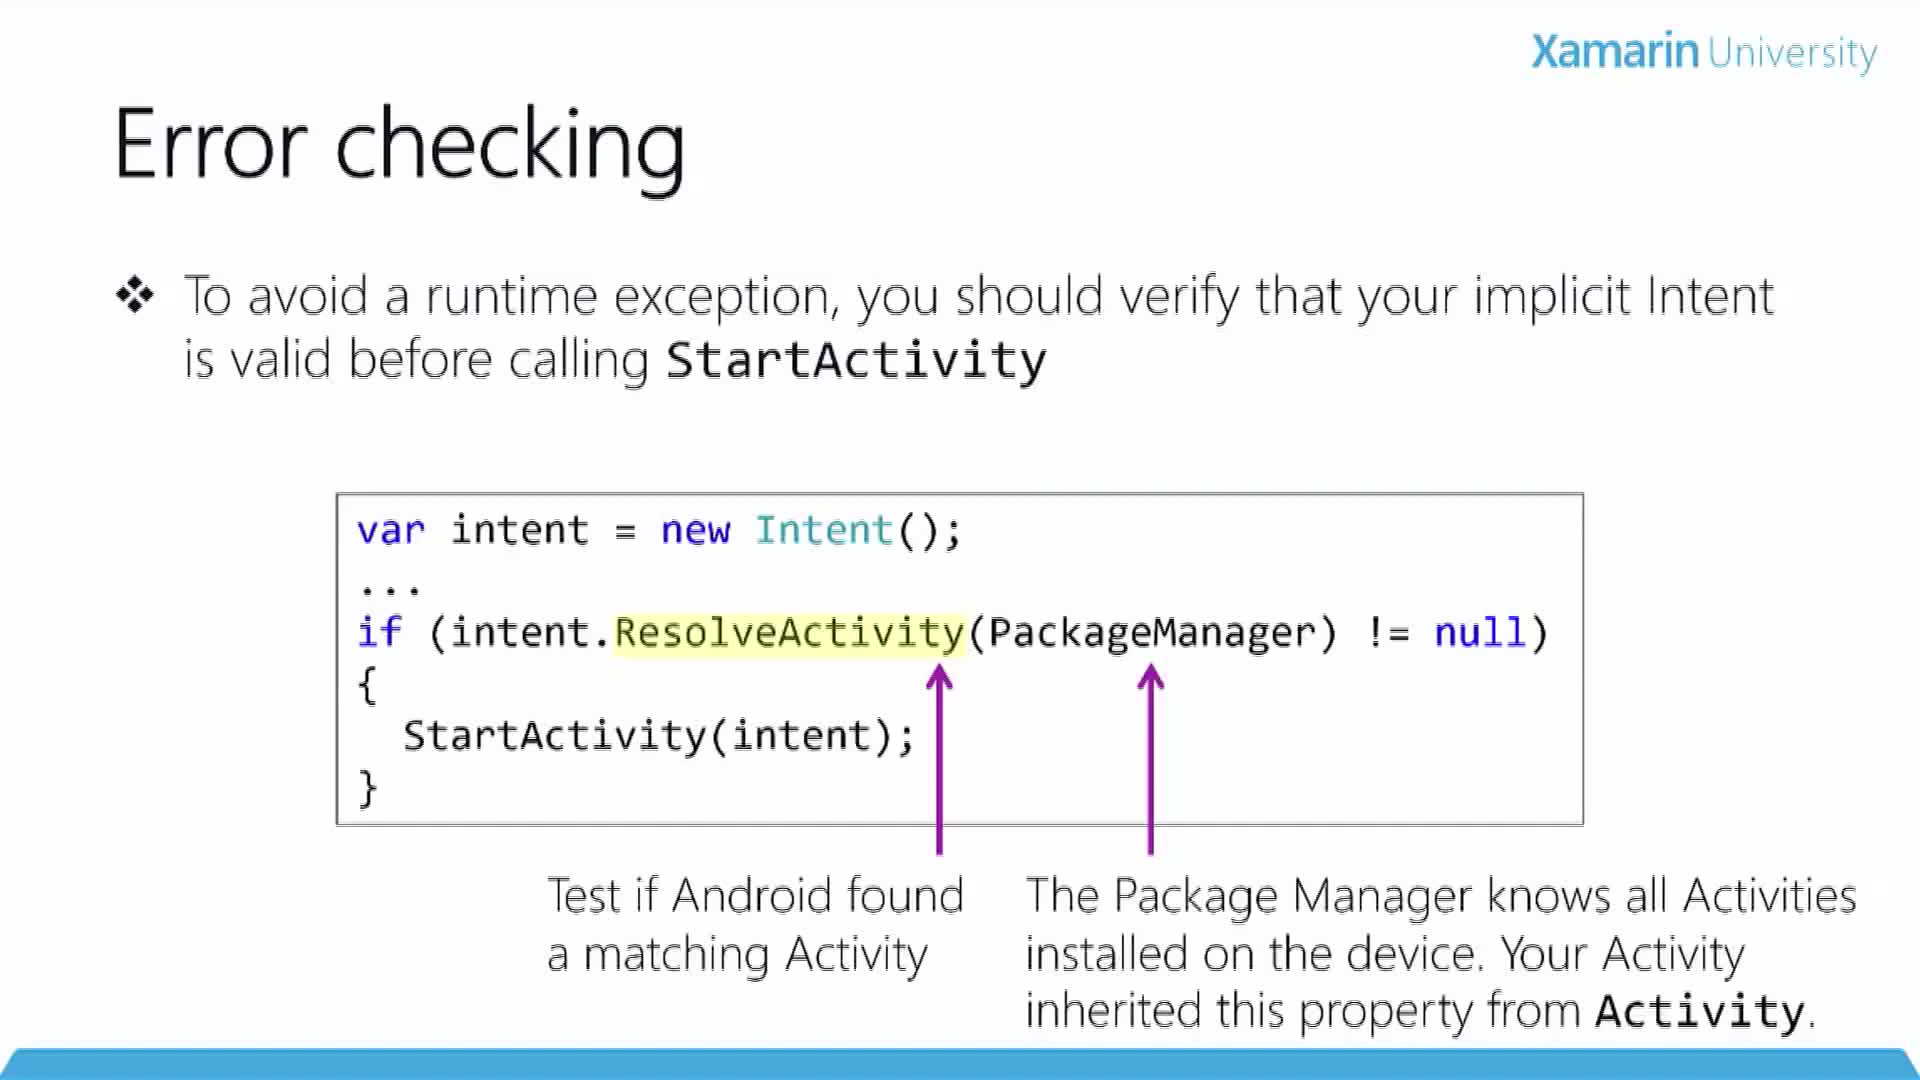 Xamarin University
Error checking
❖ To avoid a runtime exception, you should verify that your implicit Intent
is valid before calling StartActivity
var intent = new Intent();
...
if (intent.ResolveActivity(PackageManager) != null)
{
  StartActivity(intent);
}
Test if Android found
a matching Activity
The Package Manager knows all Activities
installed on the device. Your Activity
inherited this property from Activity.